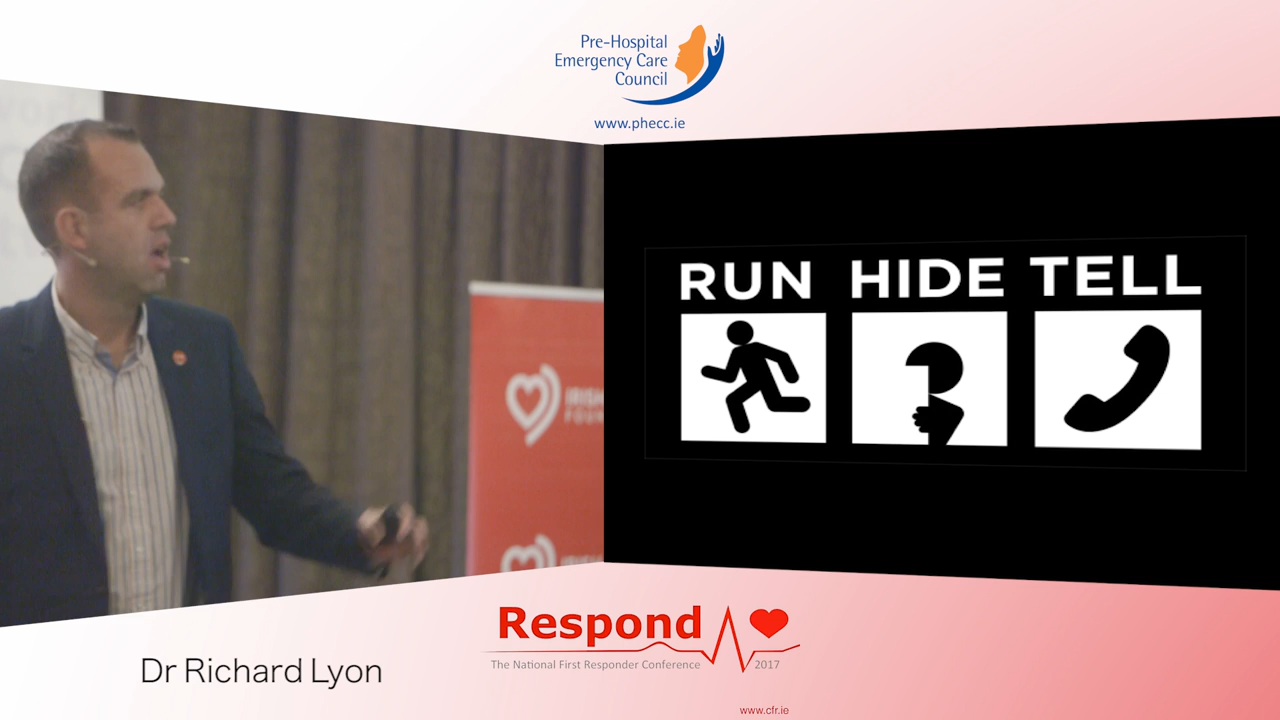 Pre-Hospital
Emergency Care
Council
www.phecc.ie
RUN HIDE TELL
Respond
The National First Responder Conference 2017
Dr Richard Lyon
www.cfr.ie